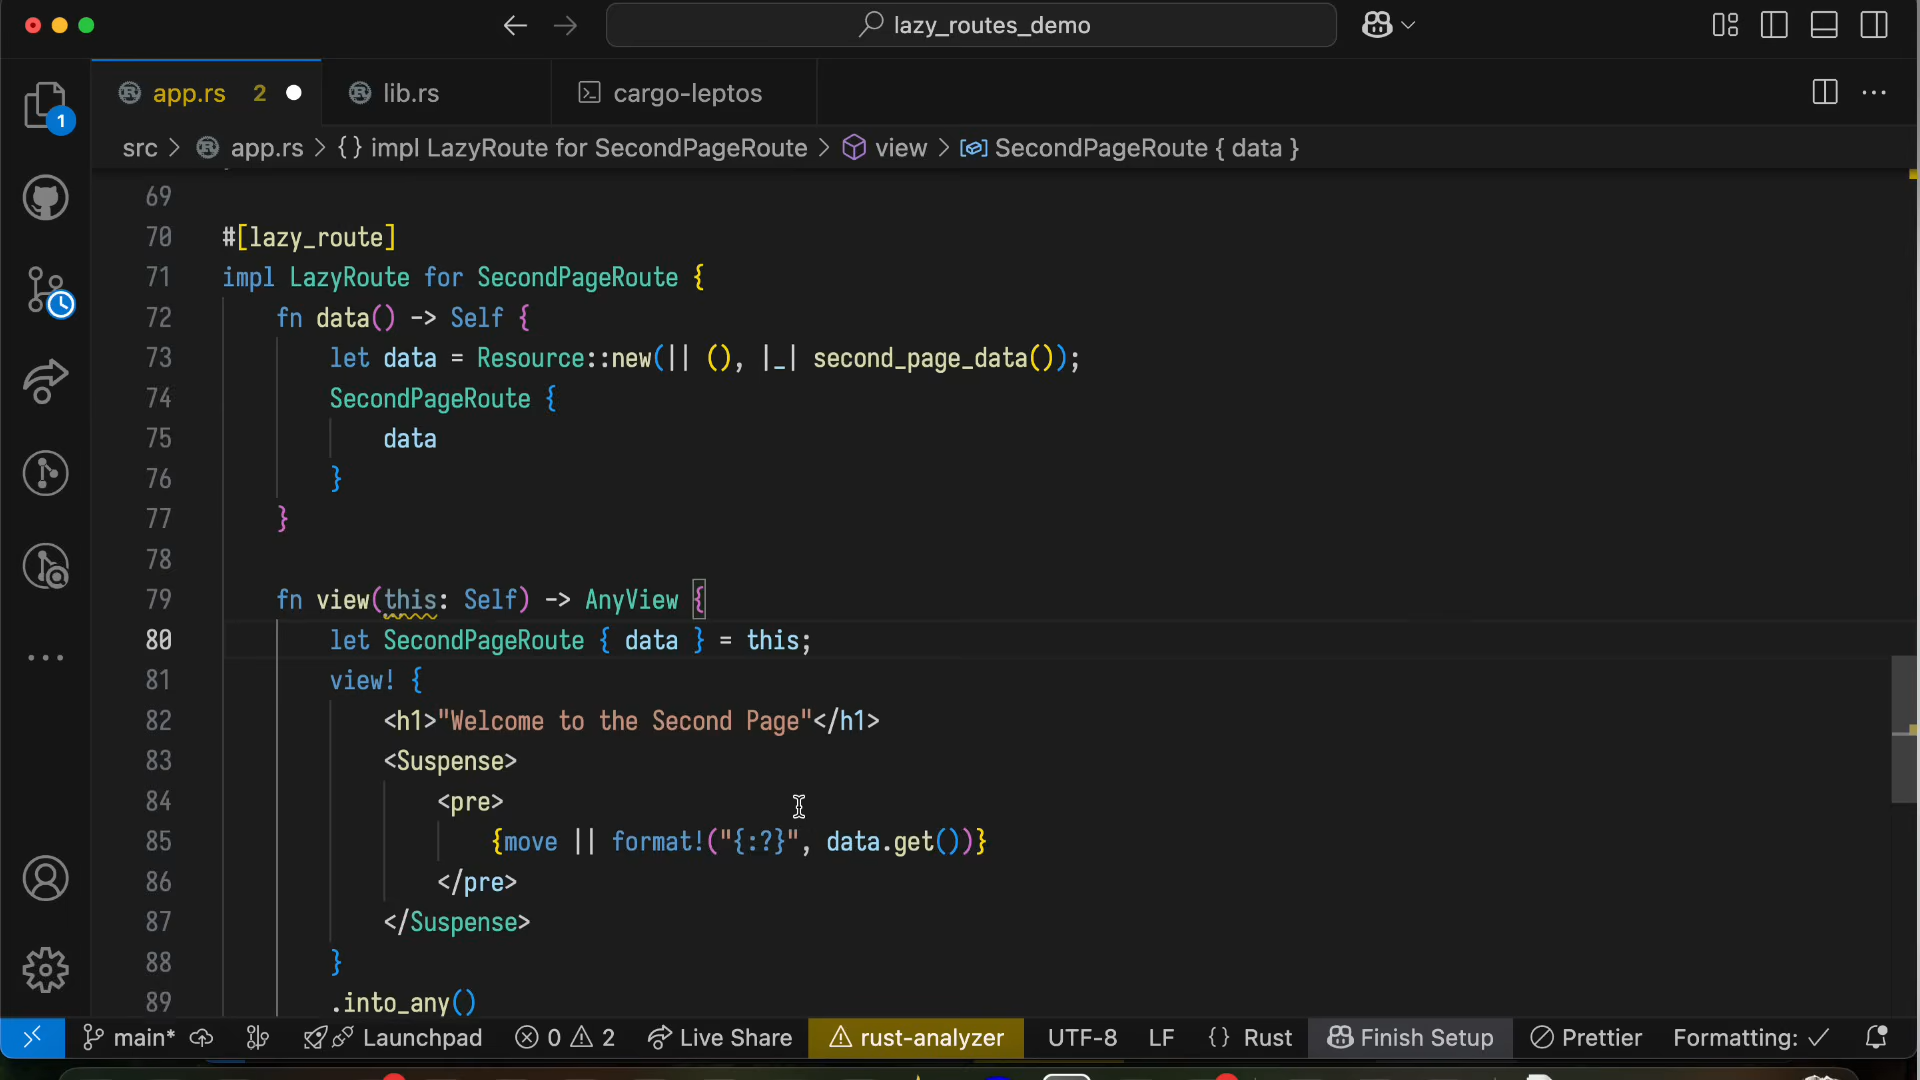 lazy_routes_demo
app.rs 2
lib.rs
cargo-leptos
1
src > app.rs > {} impl LazyRoute for SecondPageRoute > view > SecondPageRoute { data }
69
70 #[lazy_route]
71 impl LazyRoute for SecondPageRoute {
72 fn data() -> Self {
73 let data = Resource::new(|| (), |_| second_page_data());
74 SecondPageRoute {
75 data
76 }
77 }
78
79 fn view(this: Self) -> AnyView {
80 let SecondPageRoute { data } = this;
81 view! {
82 <h1>"Welcome to the Second Page"</h1>
83 <Suspense>
84 <pre>
85 {move || format!("{:?}", data.get())}
86 </pre>
87 </Suspense>
88 }
89 .into_any()
main* Launchpad 0 2 Live Share rust-analyzer UTF-8 LF {} Rust Finish Setup Prettier Formatting: ✓